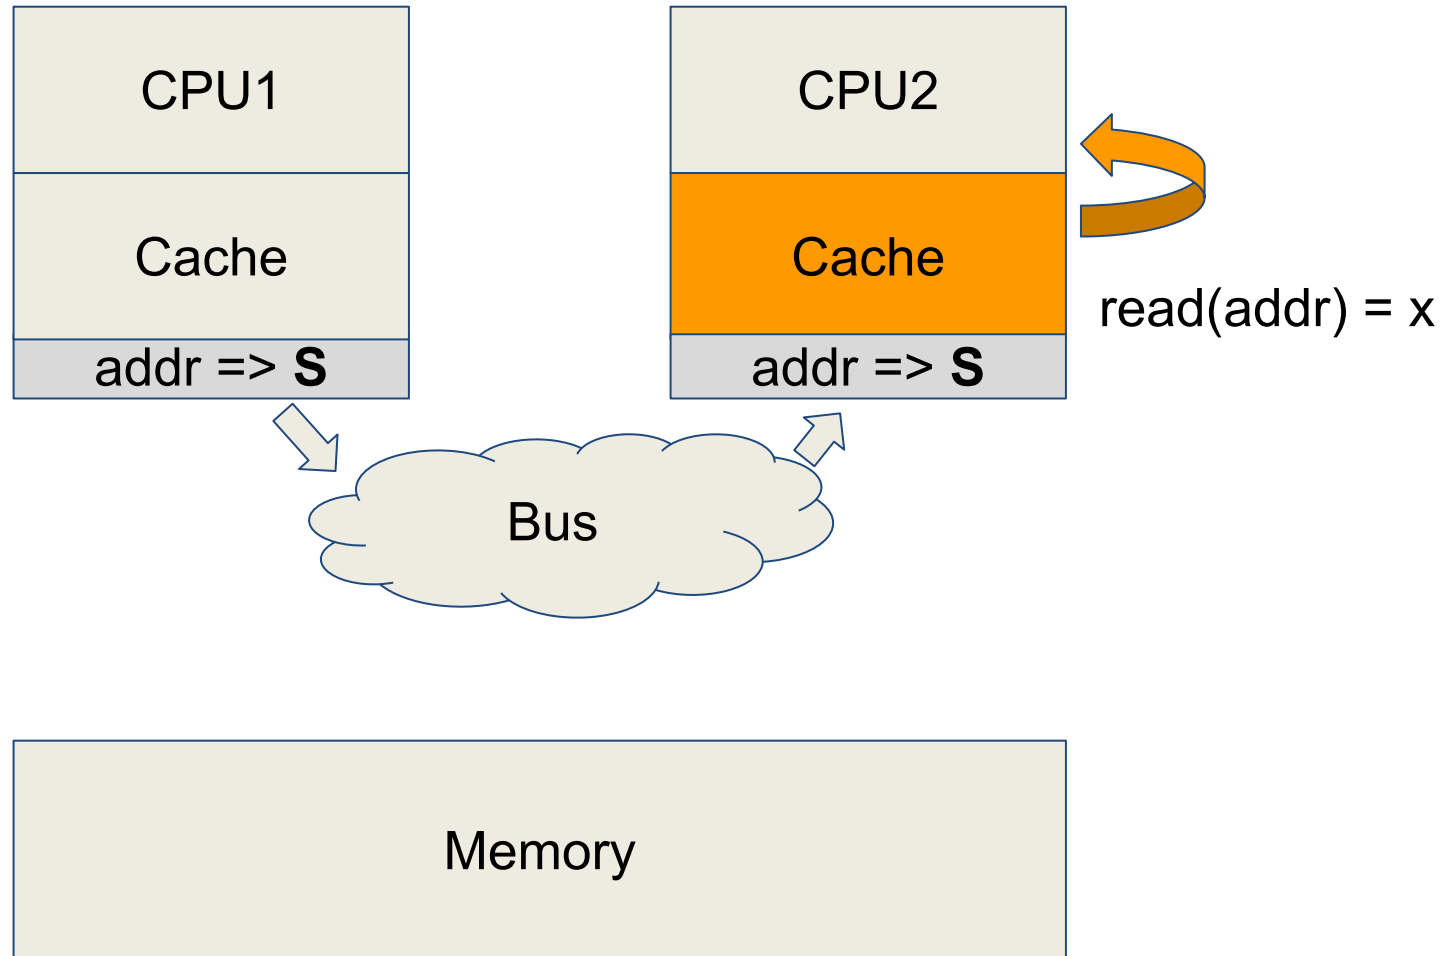 CPU1
CPU2
Cache
Cache
read(addr) = x
addr => S
addr => S
Bus
Memory